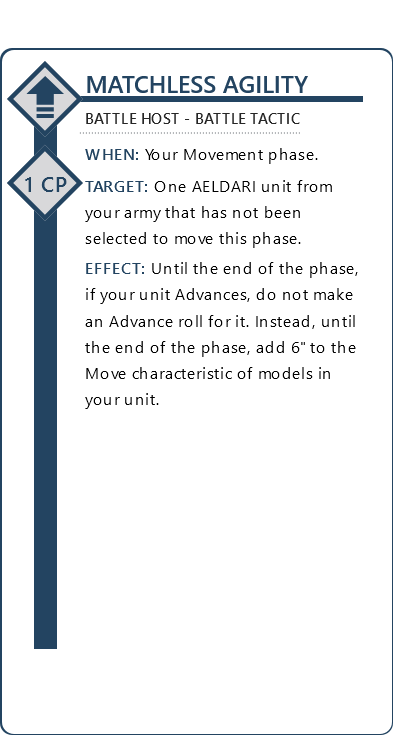 MATCHLESS AGILITY
BATTLE HOST - BATTLE TACTIC
WHEN: Your Movement phase.
1 CP
TARGET: One AELDARI unit from
your army that has not been
selected to move this phase.
EFFECT: Until the end of the phase,
if your unit Advances, do not make
an Advance roll for it. Instead, until
the end of the phase, add 6" to the
Move characteristic of models in
your unit.